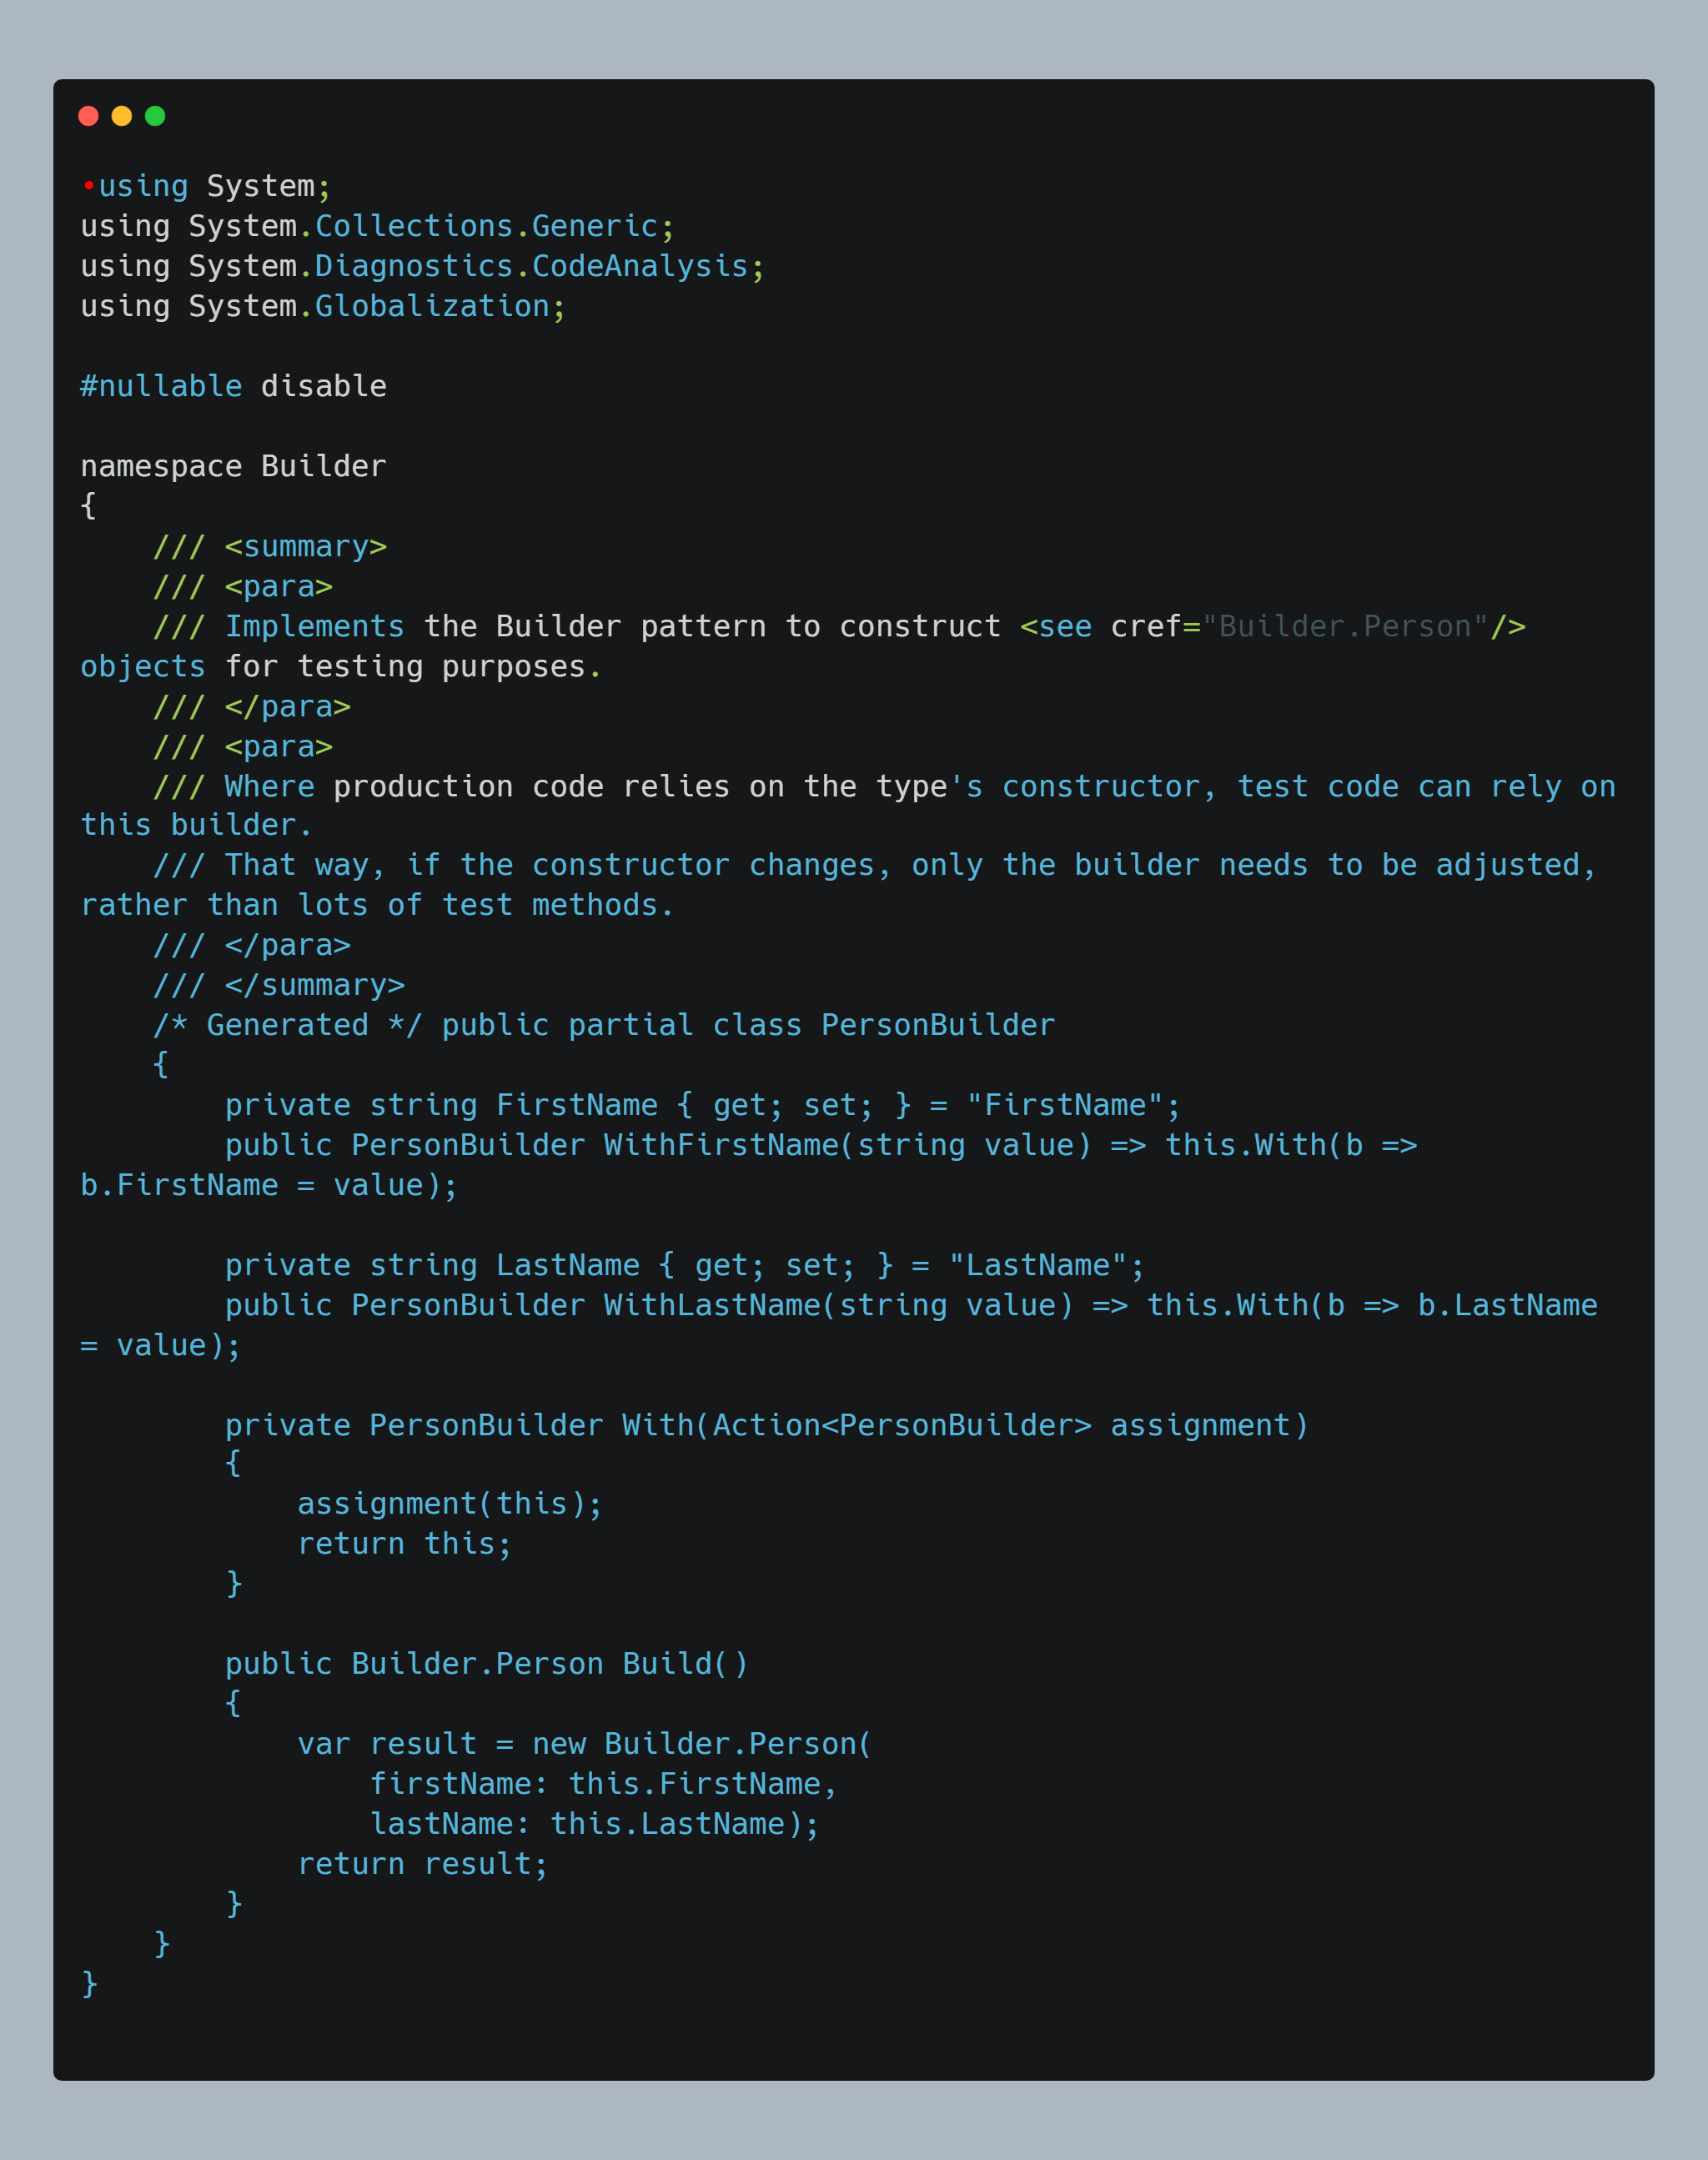 •using System;
using System.Collections.Generic;
using System.Diagnostics.CodeAnalysis;
using System.Globalization;

#nullable disable

namespace Builder
{
    /// <summary>
    /// <para>
    /// Implements the Builder pattern to construct <see cref="Builder.Person"/>
objects for testing purposes.
    /// </para>
    /// <para>
    /// Where production code relies on the type's constructor, test code can rely on
this builder.
    /// That way, if the constructor changes, only the builder needs to be adjusted,
rather than lots of test methods.
    /// </para>
    /// </summary>
    /* Generated */ public partial class PersonBuilder
    {
        private string FirstName { get; set; } = "FirstName";
        public PersonBuilder WithFirstName(string value) => this.With(b =>
b.FirstName = value);

        private string LastName { get; set; } = "LastName";
        public PersonBuilder WithLastName(string value) => this.With(b => b.LastName
= value);

        private PersonBuilder With(Action<PersonBuilder> assignment)
        {
            assignment(this);
            return this;
        }

        public Builder.Person Build()
        {
            var result = new Builder.Person(
                firstName: this.FirstName,
                lastName: this.LastName);
            return result;
        }
    }
}